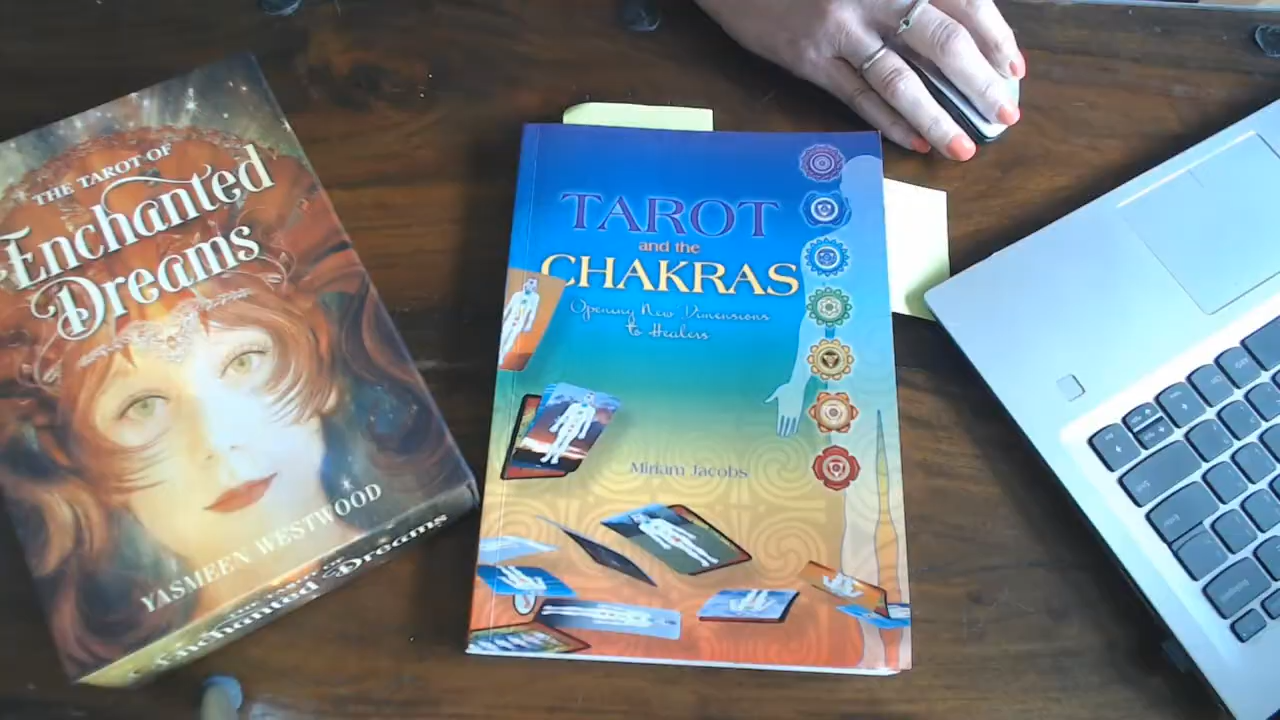 THE TAROT OF
Enchanted
Dreams
YASMEEN WESTWOOD
Enchanted Dreams
TAROT
and the
CHAKRAS
Opening New Dimensions
to Healers
Miriam Jacobs